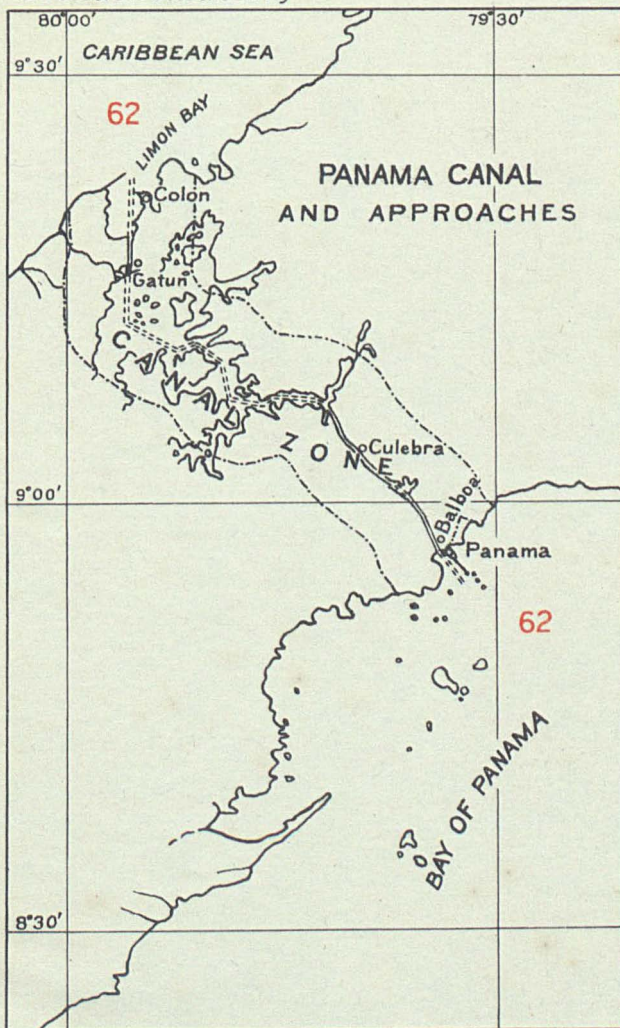 80°00'
79°30'
CARIBBEAN SEA
9°30'
62
LIMON BAY
PANAMA CANAL
AND APPROACHES
Colon
Gatun
CANAL ZONE
Culebra
9°00'
Balboa
Panama
62
BAY OF PANAMA
8°30'